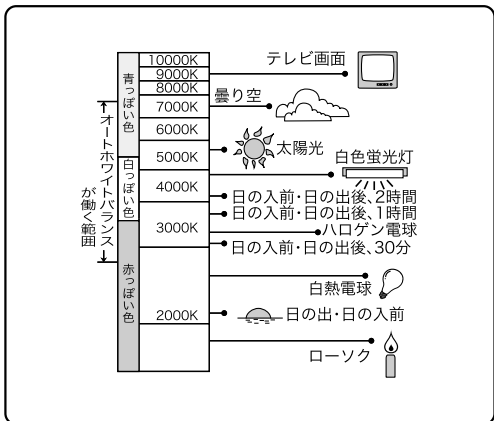 10000K
9000K
8000K
7000K
6000K
5000K
4000K
3000K
2000K
青っぽい色
白っぽい色
赤っぽい色
オートホワイトバランス
が働く範囲
テレビ画面
曇り空
太陽光
白色蛍光灯
日の入前・日の出後、2時間
日の入前・日の出後、1時間
ハロゲン電球
日の入前・日の出後、30分
白熱電球
日の出・日の入前
ローソク